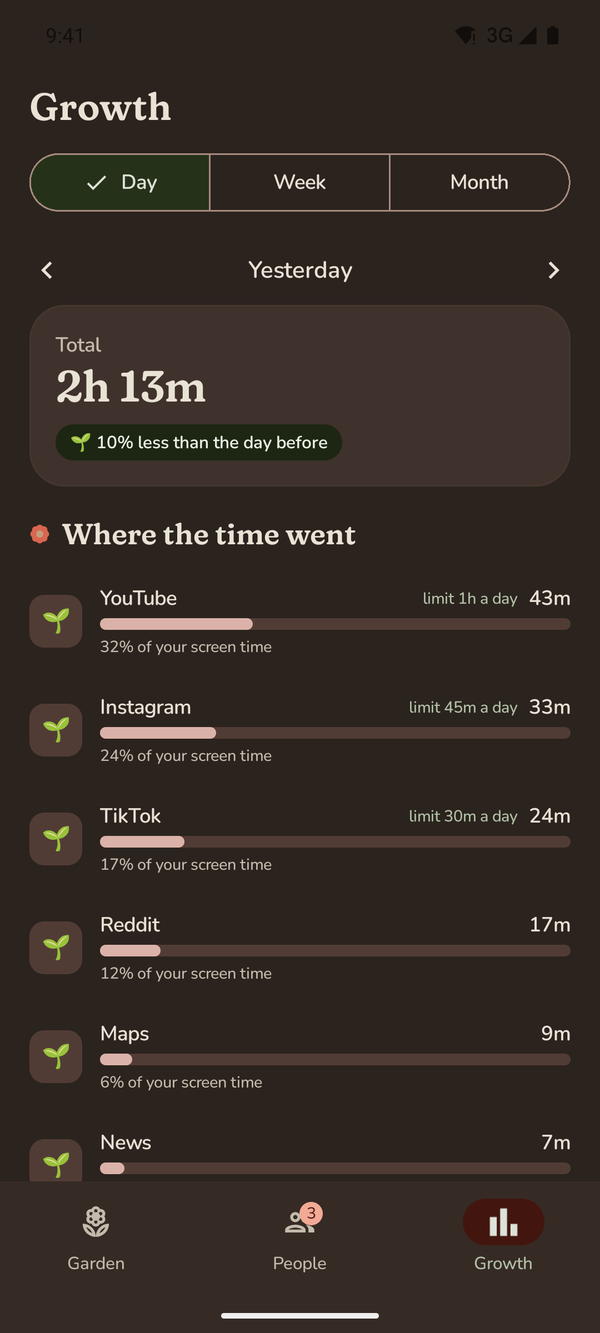 9:41
3G
Growth
Day
Week
Month
Yesterday
Total
2h 13m
10% less than the day before
Where the time went
YouTube
limit 1h a day 43m
32% of your screen time
Instagram
limit 45m a day 33m
24% of your screen time
TikTok
limit 30m a day 24m
17% of your screen time
Reddit
17m
12% of your screen time
Maps
9m
6% of your screen time
News
7m
3
Garden
People
Growth